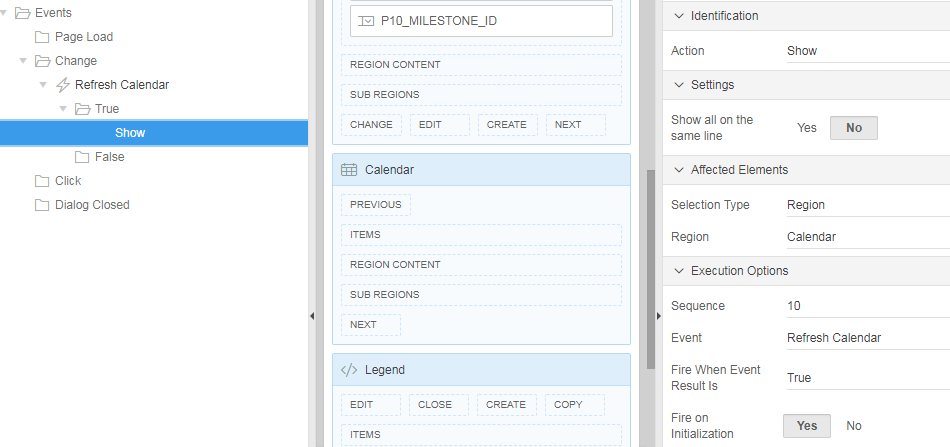 Events
Page Load
Change
Refresh Calendar
True
Show
False
Click
Dialog Closed
P10_MILESTONE_ID
REGION CONTENT
SUB REGIONS
CHANGE EDIT CREATE NEXT
Calendar
PREVIOUS
ITEMS
REGION CONTENT
SUB REGIONS
NEXT
Legend
EDIT CLOSE CREATE COPY
ITEMS
Identification
Action Show
Settings
Show all on the
same line Yes No
Affected Elements
Selection Type Region
Region Calendar
Execution Options
Sequence 10
Event Refresh Calendar
Fire When Event
Result Is True
Fire on
Initialization Yes No